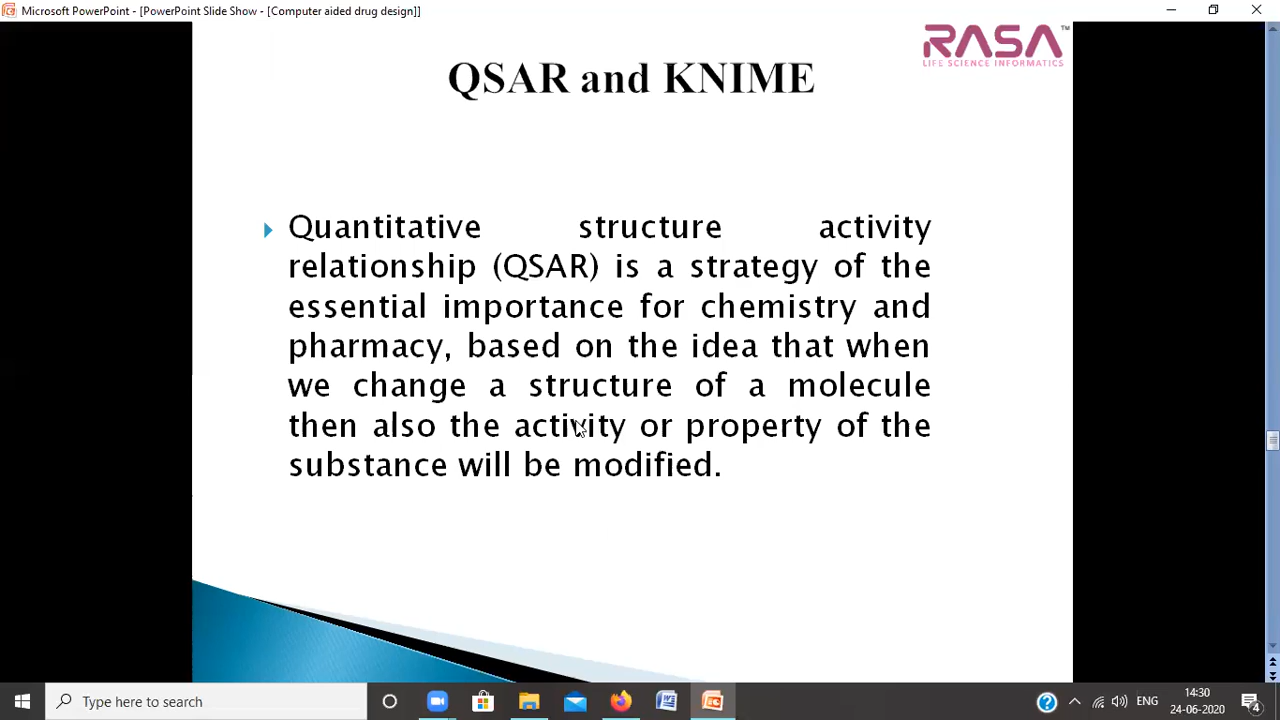 Microsoft PowerPoint - [PowerPoint Slide Show - [Computer aided drug design]]
RASA™
LIFE SCIENCE INFORMATICS
QSAR and KNIME
Quantitative structure activity
relationship (QSAR) is a strategy of the
essential importance for chemistry and
pharmacy, based on the idea that when
we change a structure of a molecule
then also the activity or property of the
substance will be modified.
Type here to search
ENG
14:30
24-06-2020
4